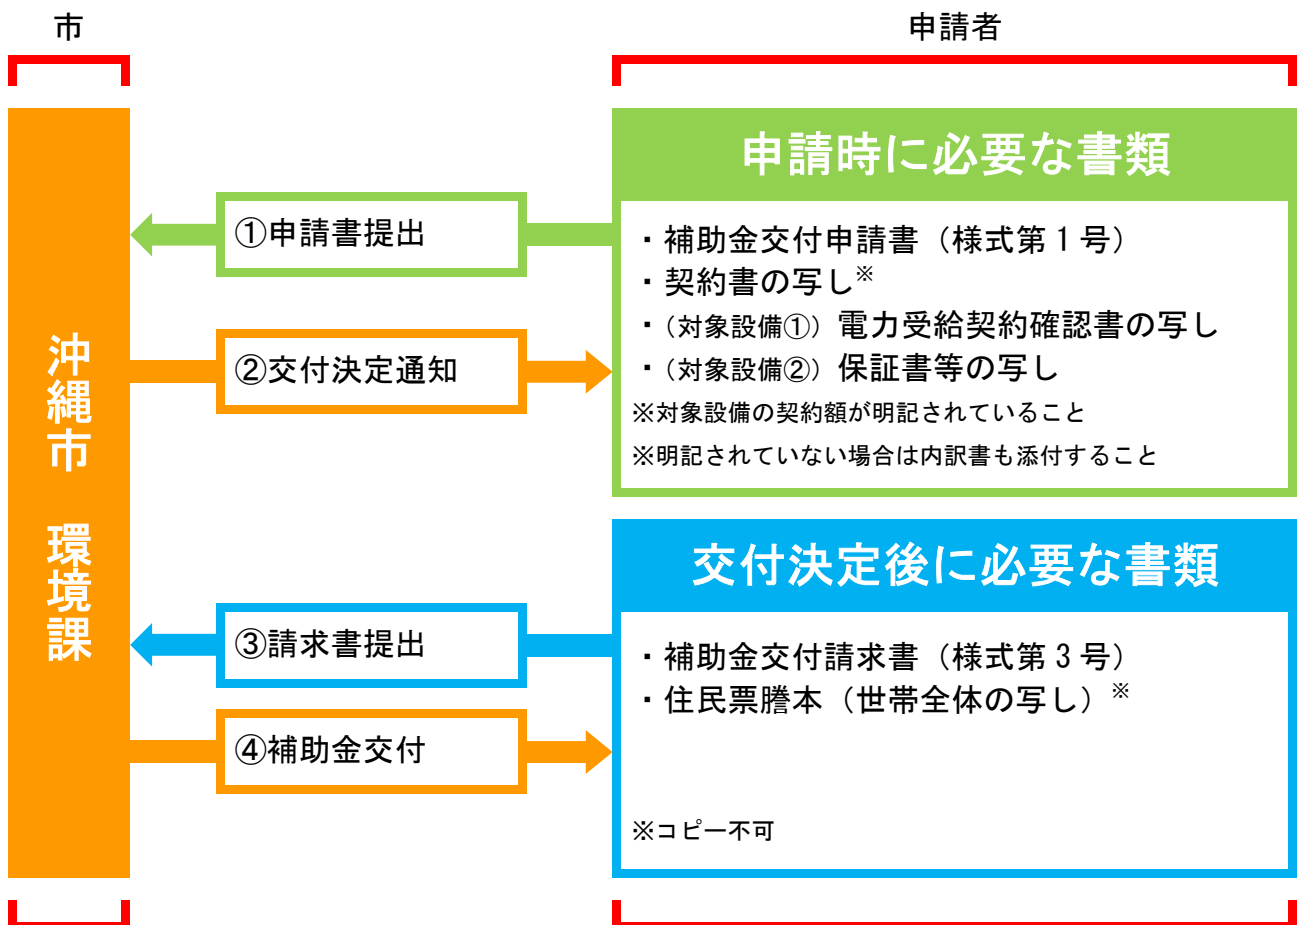 市
申請者
沖縄市 環境課
①申請書提出
②交付決定通知
③請求書提出
④補助金交付
申請時に必要な書類
・補助金交付申請書（様式第１号）
・契約書の写し※
・（対象設備①）電力受給契約確認書の写し
・（対象設備②）保証書等の写し
※対象設備の契約額が明記されていること
※明記されていない場合は内訳書も添付すること
交付決定後に必要な書類
・補助金交付請求書（様式第３号）
・住民票謄本（世帯全体の写し）※
※コピー不可